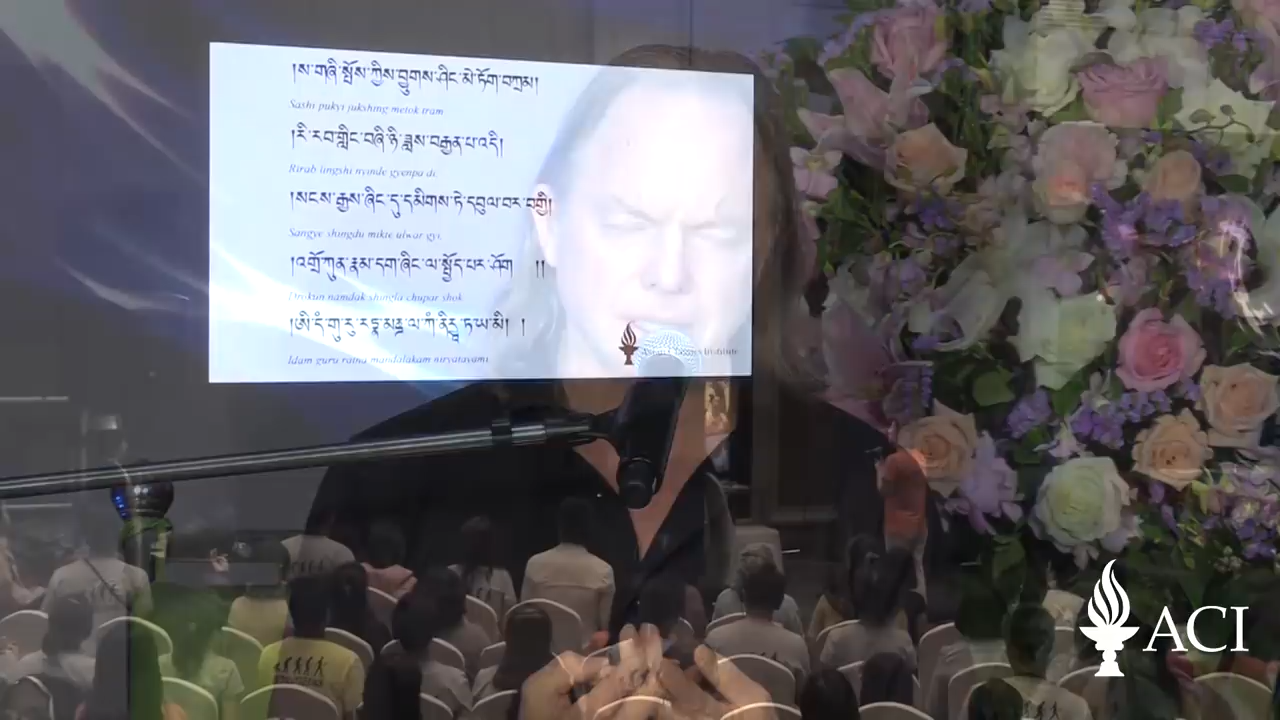 །ས་གཞི་སྤོས་ཀྱིས་བྱུགས་ཤིང་མེ་ཏོག་བཀྲམ།
Sashi pukyi jukshing metok tram
།རི་རབ་གླིང་བཞི་ཉི་ཟླས་བརྒྱན་པ་འདི།
Rirab lingshi nyinde gyenpa di.
།སངས་རྒྱས་ཞིང་དུ་དམིགས་ཏེ་དབུལ་བར་བགྱི།
Sangye shingdu mikte ulwar gyi.
།འགྲོ་ཀུན་རྣམ་དག་ཞིང་ལ་སྤྱོད་པར་ཤོག །།
Drokun namdak shingla chupar shok
།ཨི་དཾ་གུ་རུ་རཏྣ་མཎྜ་ལ་ཀཾ་ནིརྱཱ་ཏ་ཡ་མི། །
Idam guru ratna mandalakam niryatayami
Institute
ACI